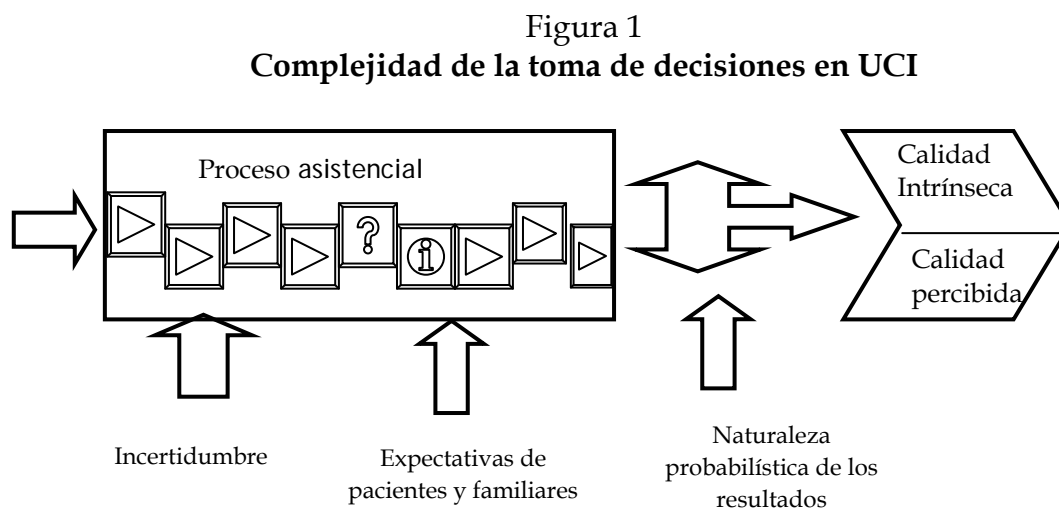 Figura 1
Complejidad de la toma de decisiones en UCI
Proceso asistencial
?
i
Calidad
Intrínseca
Calidad
percibida
Incertidumbre
Expectativas de
pacientes y familiares
Naturaleza
probabilística de los
resultados